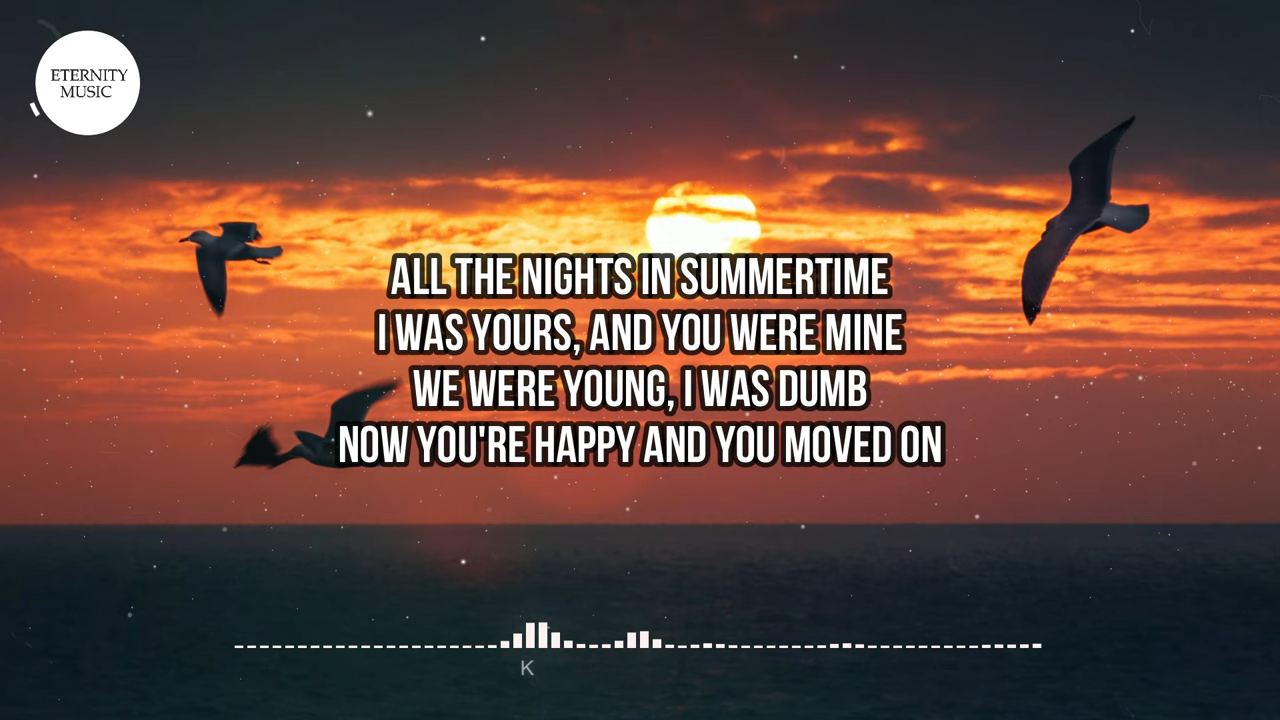 ETERNITY
MUSIC
ALL THE NIGHTS IN SUMMERTIME
I WAS YOURS, AND YOU WERE MINE
WE WERE YOUNG, I WAS DUMB
NOW YOU'RE HAPPY AND YOU MOVED ON
K